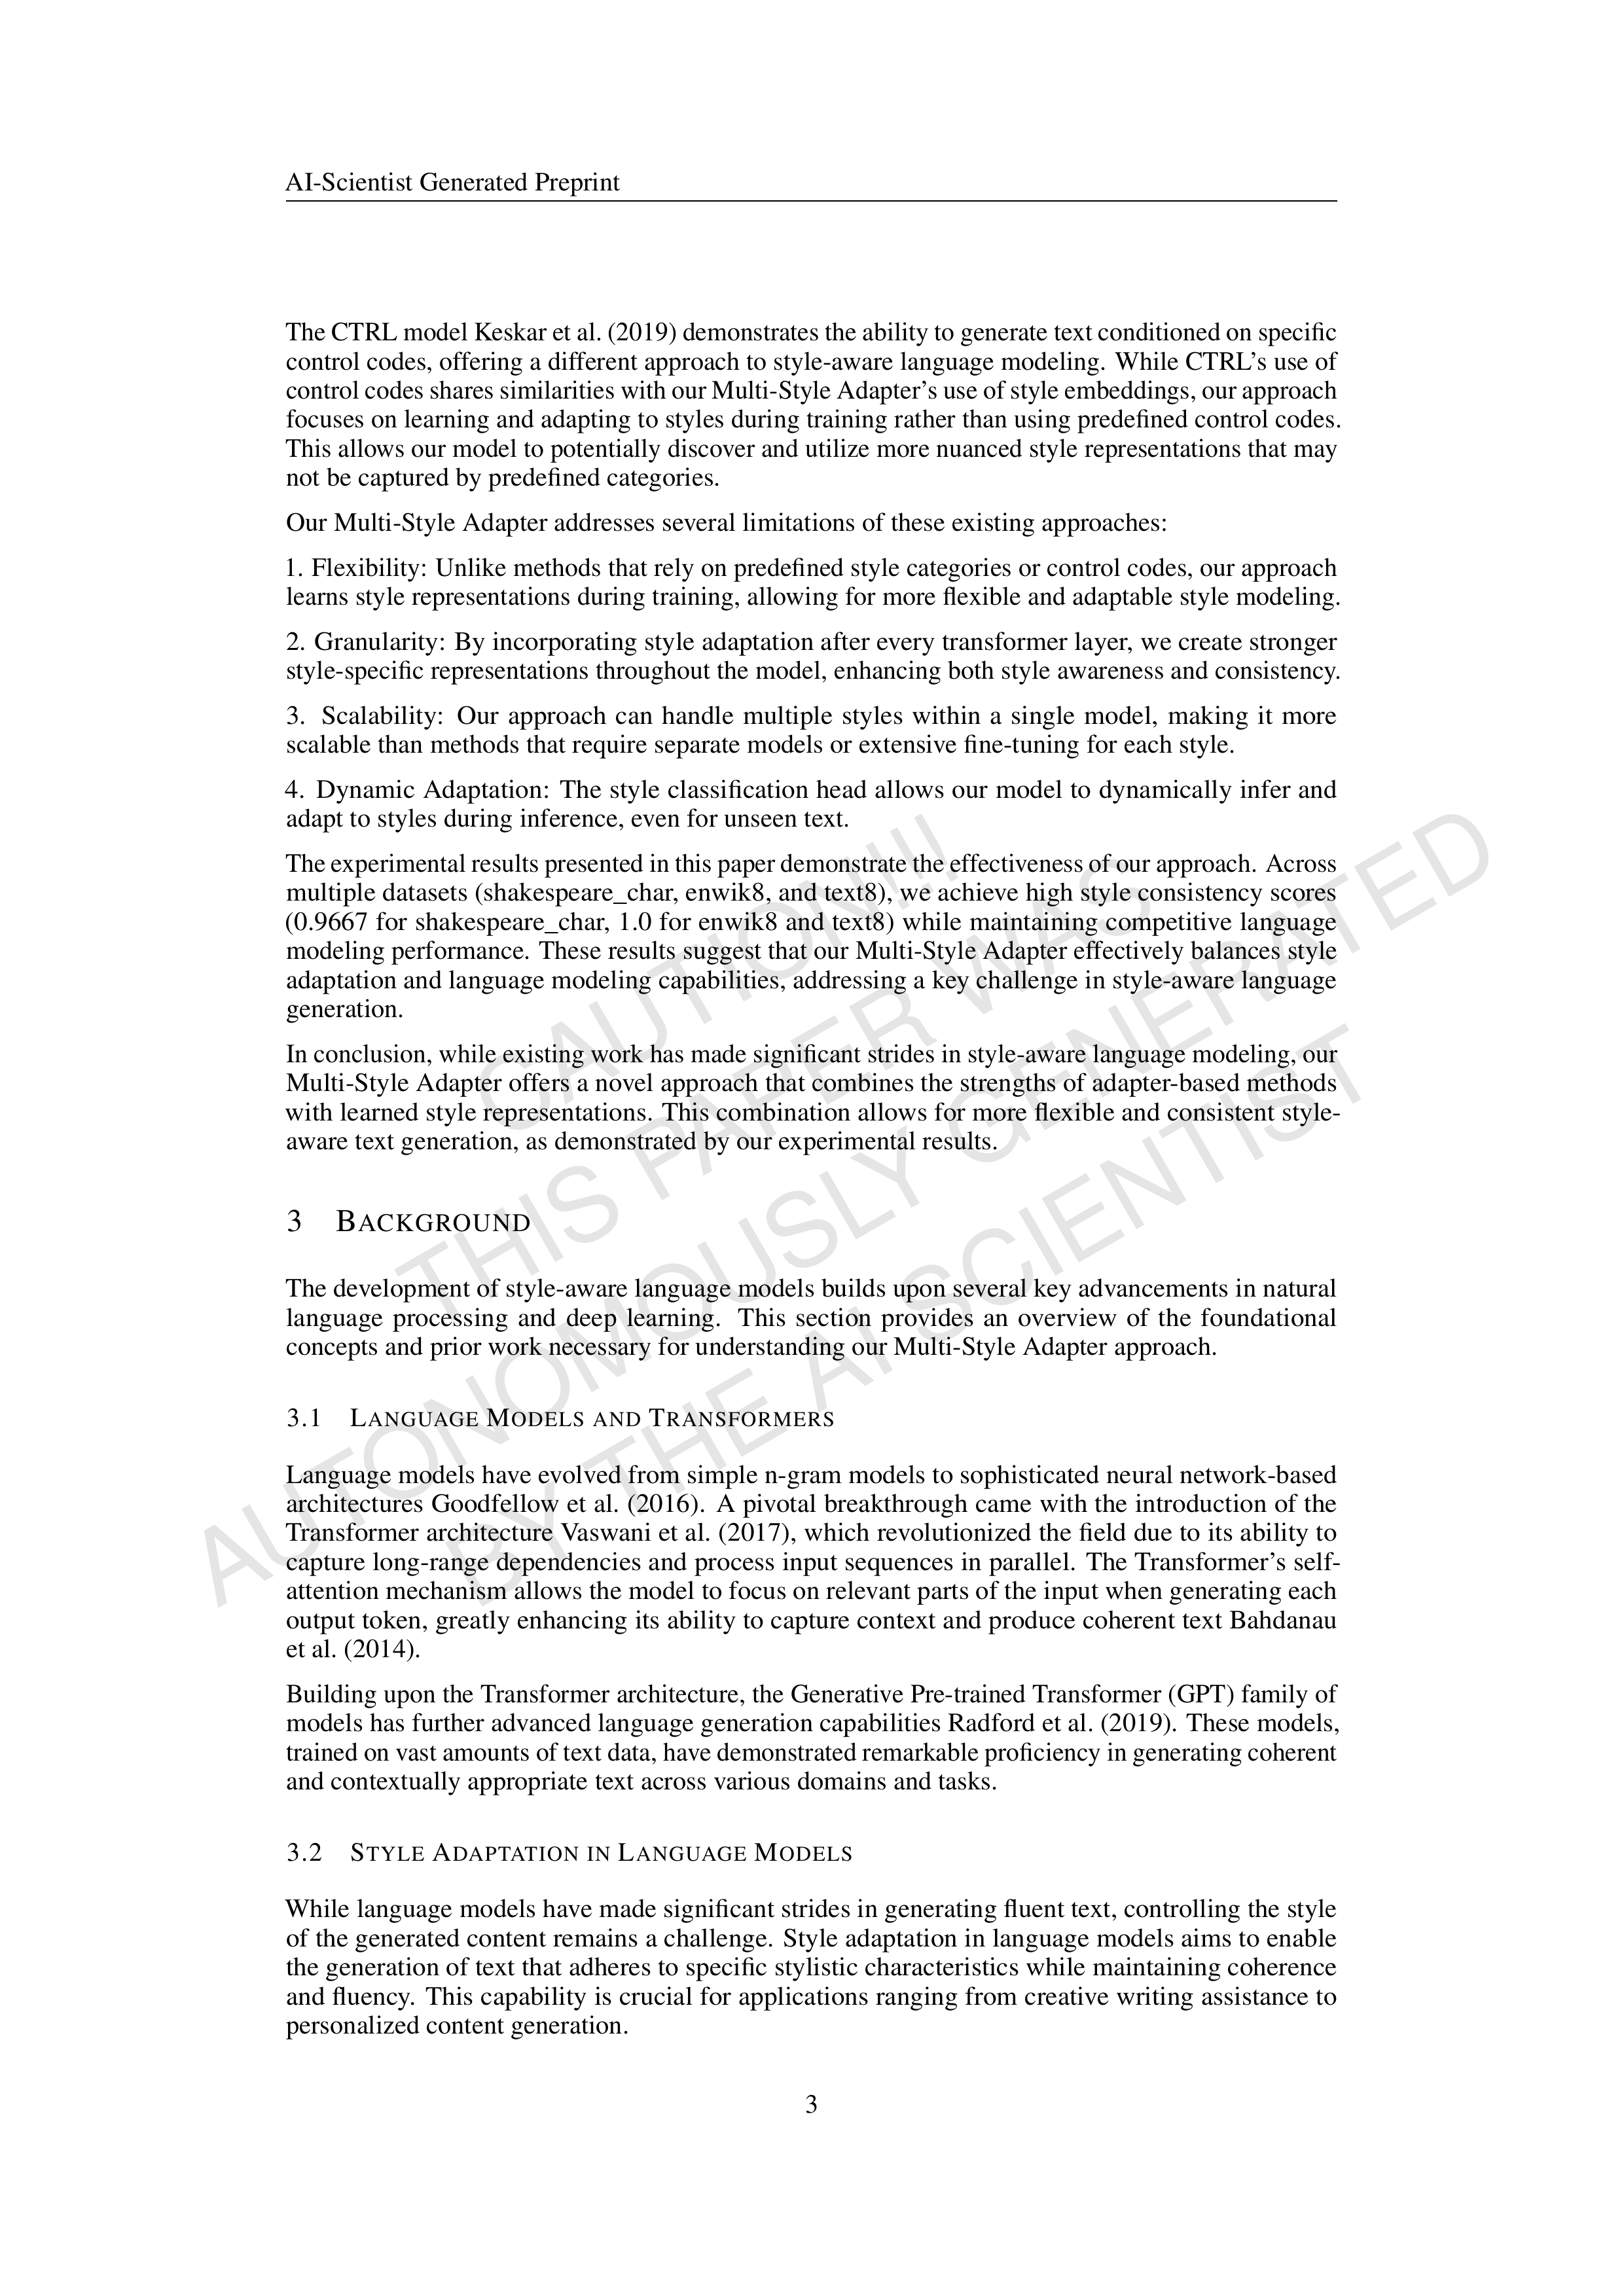 AI-Scientist Generated Preprint
The CTRL model Keskar et al. (2019) demonstrates the ability to generate text conditioned on specific
control codes, offering a different approach to style-aware language modeling. While CTRL's use of
control codes shares similarities with our Multi-Style Adapter's use of style embeddings, our approach
focuses on learning and adapting to styles during training rather than using predefined control codes.
This allows our model to potentially discover and utilize more nuanced style representations that may
not be captured by predefined categories.
Our Multi-Style Adapter addresses several limitations of these existing approaches:
1. Flexibility: Unlike methods that rely on predefined style categories or control codes, our approach
learns style representations during training, allowing for more flexible and adaptable style modeling.
2. Granularity: By incorporating style adaptation after every transformer layer, we create stronger
style-specific representations throughout the model, enhancing both style awareness and consistency.
3. Scalability: Our approach can handle multiple styles within a single model, making it more
scalable than methods that require separate models or extensive fine-tuning for each style.
4. Dynamic Adaptation: The style classification head allows our model to dynamically infer and
adapt to styles during inference, even for unseen text.
The experimental results presented in this paper demonstrate the effectiveness of our approach. Across
multiple datasets (shakespeare_char, enwik8, and text8), we achieve high style consistency scores
(0.9667 for shakespeare_char, 1.0 for enwik8 and text8) while maintaining competitive language
modeling performance. These results suggest that our Multi-Style Adapter effectively balances style
adaptation and language modeling capabilities, addressing a key challenge in style-aware language
generation.
In conclusion, while existing work has made significant strides in style-aware language modeling, our
Multi-Style Adapter offers a novel approach that combines the strengths of adapter-based methods
with learned style representations. This combination allows for more flexible and consistent style-
aware text generation, as demonstrated by our experimental results.
3 BACKGROUND
The development of style-aware language models builds upon several key advancements in natural
language processing and deep learning. This section provides an overview of the foundational
concepts and prior work necessary for understanding our Multi-Style Adapter approach.
3.1 LANGUAGE MODELS AND TRANSFORMERS
Language models have evolved from simple n-gram models to sophisticated neural network-based
architectures Goodfellow et al. (2016). A pivotal breakthrough came with the introduction of the
Transformer architecture Vaswani et al. (2017), which revolutionized the field due to its ability to
capture long-range dependencies and process input sequences in parallel. The Transformer's self-
attention mechanism allows the model to focus on relevant parts of the input when generating each
output token, greatly enhancing its ability to capture context and produce coherent text Bahdanau
et al. (2014).
Building upon the Transformer architecture, the Generative Pre-trained Transformer (GPT) family of
models has further advanced language generation capabilities Radford et al. (2019). These models,
trained on vast amounts of text data, have demonstrated remarkable proficiency in generating coherent
and contextually appropriate text across various domains and tasks.
3.2 STYLE ADAPTATION IN LANGUAGE MODELS
While language models have made significant strides in generating fluent text, controlling the style
of the generated content remains a challenge. Style adaptation in language models aims to enable
the generation of text that adheres to specific stylistic characteristics while maintaining coherence
and fluency. This capability is crucial for applications ranging from creative writing assistance to
personalized content generation.
3
CAUTION!!!
THIS PAPER WAS
AUTONOMOUSLY GENERATED
BY THE AI SCIENTIST